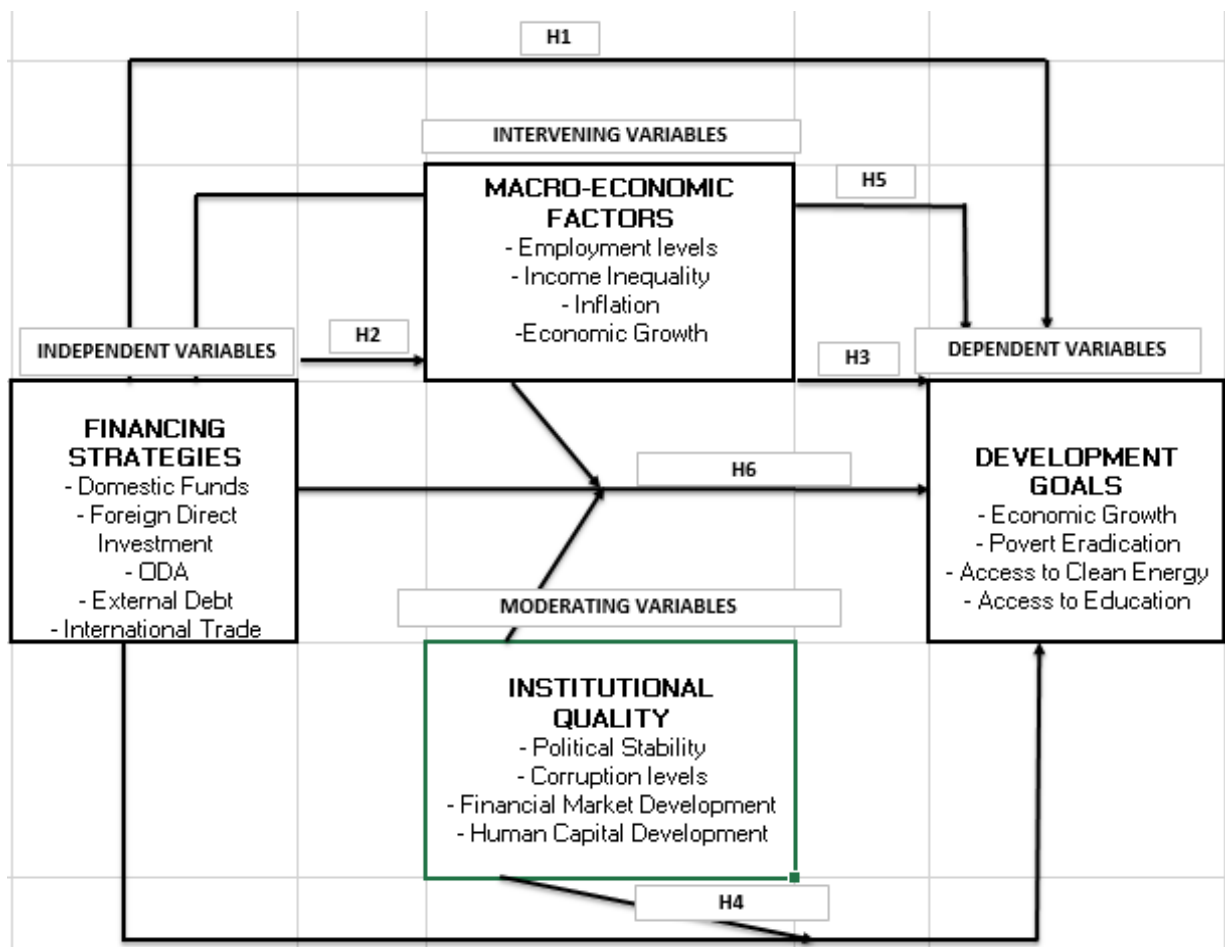 H1
INTERVENING VARIABLES
MACRO-ECONOMIC
FACTORS
- Employment levels
- Income Inequality
- Inflation
-Economic Growth
H5
INDEPENDENT VARIABLES
H2
H3
DEPENDENT VARIABLES
FINANCING
STRATEGIES
- Domestic Funds
- Foreign Direct
Investment
- ODA
- External Debt
- International Trade
H6
DEVELOPMENT
GOALS
- Economic Growth
- Povert Eradication
- Access to Clean Energy
- Access to Education
MODERATING VARIABLES
INSTITUTIONAL
QUALITY
- Political Stability
- Corruption levels
- Financial Market Development
- Human Capital Development
H4